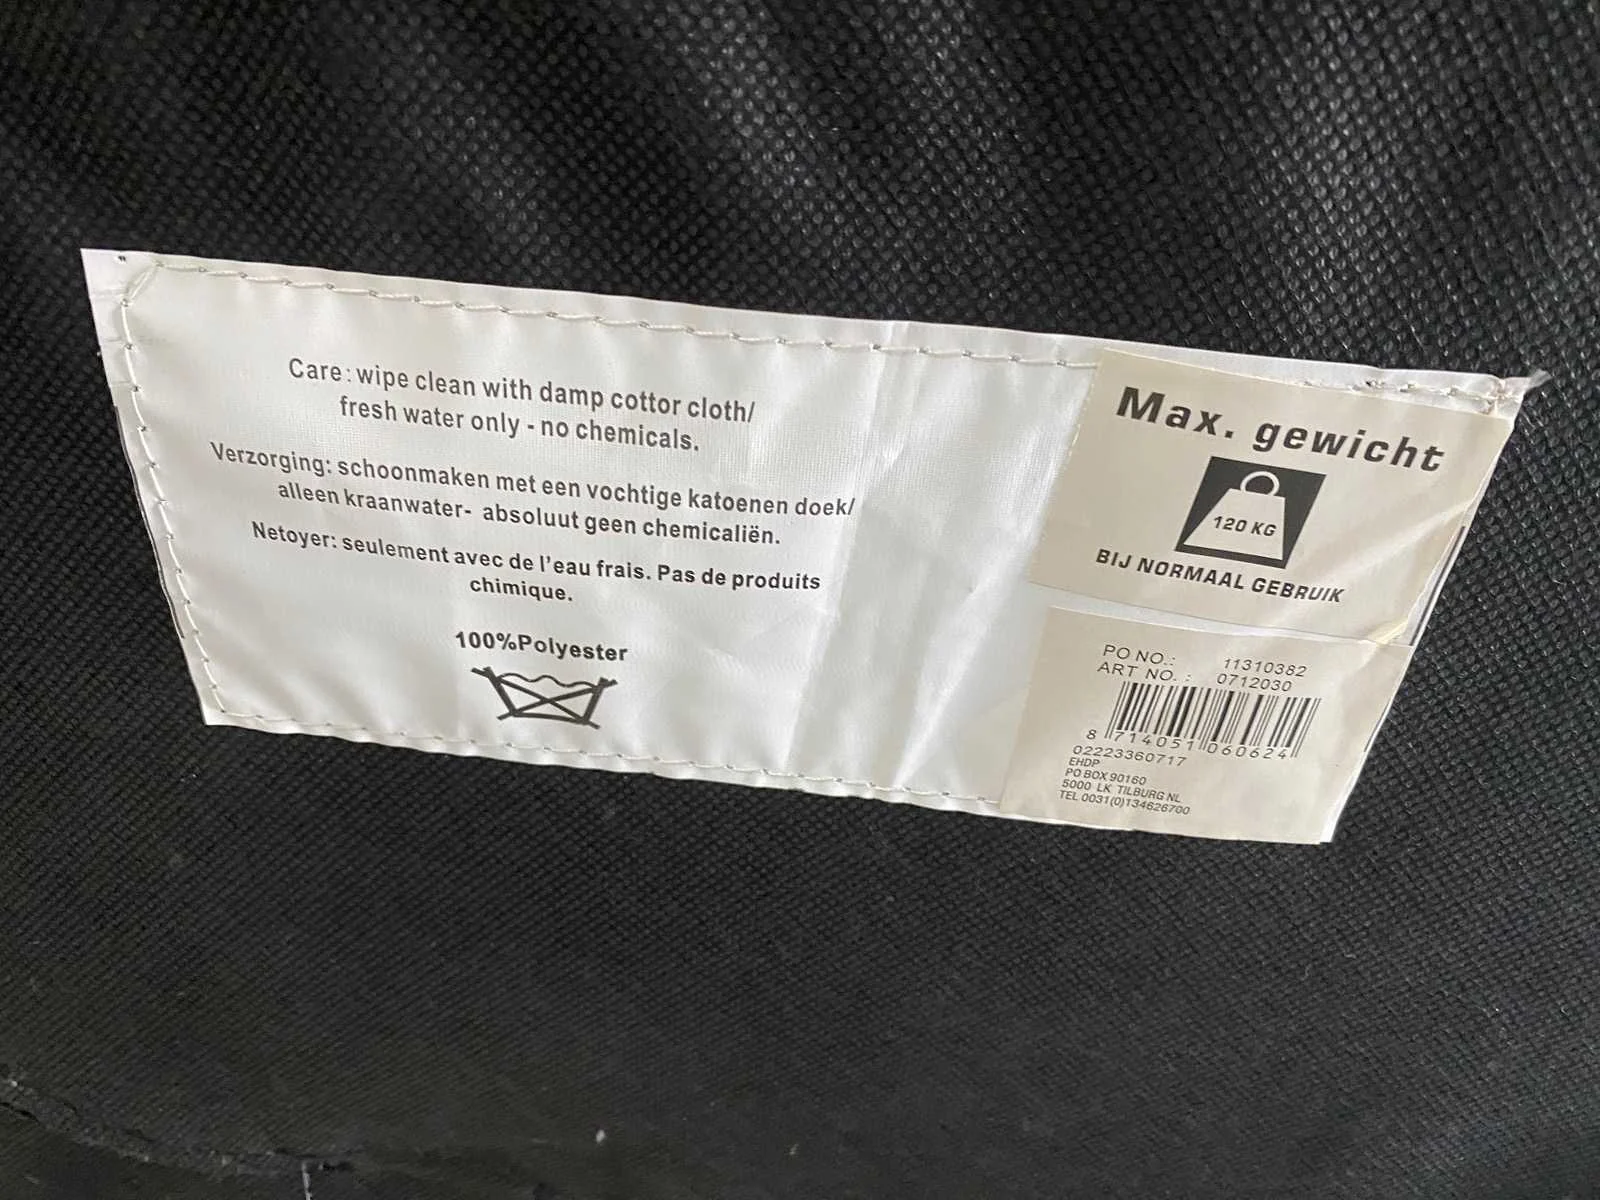 Care: wipe clean with damp cottor cloth/
fresh water only - no chemicals.
Verzorging: schoonmaken met een vochtige katoenen doek/
alleen kraanwater- absoluut geen chemicaliën.
Netoyer: seulement avec de l'eau frais. Pas de produits
chimique.
100%Polyester
Max. gewicht
120 KG
BIJ NORMAAL GEBRUIK
PO NO.: 11310382
ART NO. : 0712030
8 714051 060624
02223360717
EHDP
PO BOX 90160
5000 LK TILBURG NL
TEL 0031(0)134626700